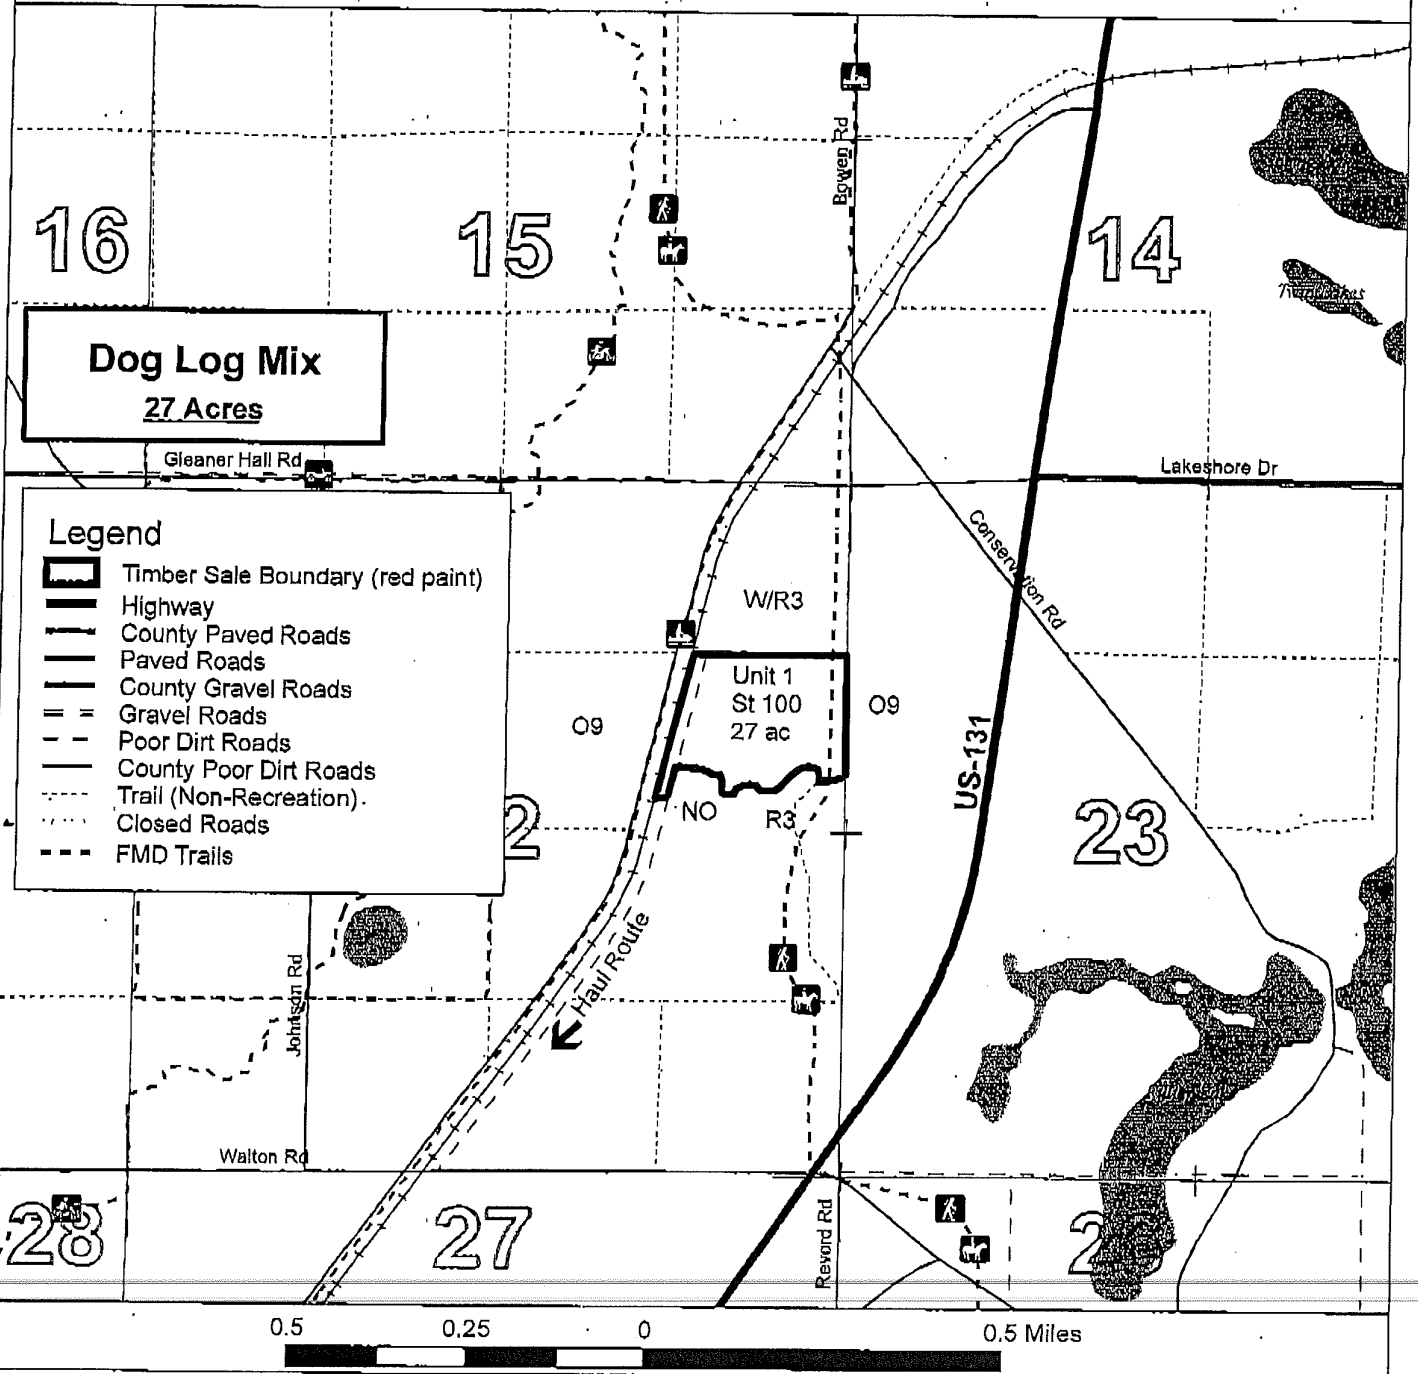 Bowen Rd
16
15
14
Twin Lakes
Dog Log Mix
27 Acres
Gleaner Hall Rd
Lakeshore Dr
Legend
Timber Sale Boundary (red paint)
Highway
County Paved Roads
Paved Roads
County Gravel Roads
Gravel Roads
Poor Dirt Roads
County Poor Dirt Roads
Trail (Non-Recreation)
Closed Roads
FMD Trails
Conservation Rd
W/R3
Unit 1
St 100
27 ac
O9
O9
US-131
NO
R3
2
23
Haul Route
Johnson Rd
Walton Rd
28
27
Revord Rd
2
0.5
0.25
0
0.5 Miles